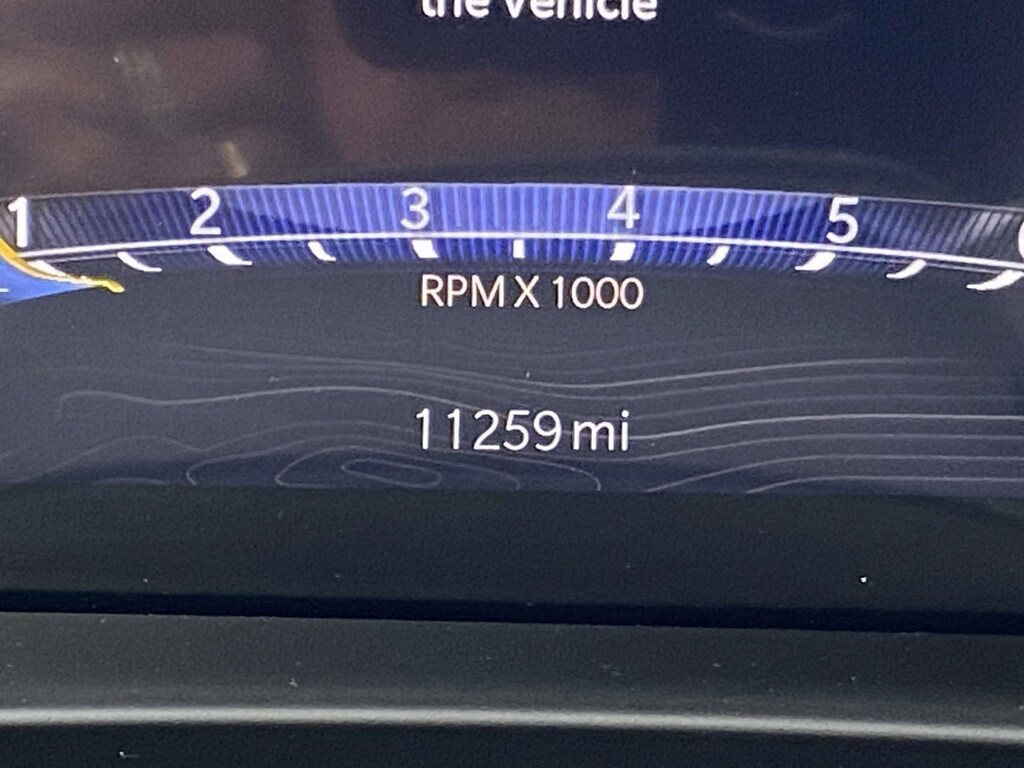 the vehicle
1 2 3 4 5
RPM X 1000
11259 mi